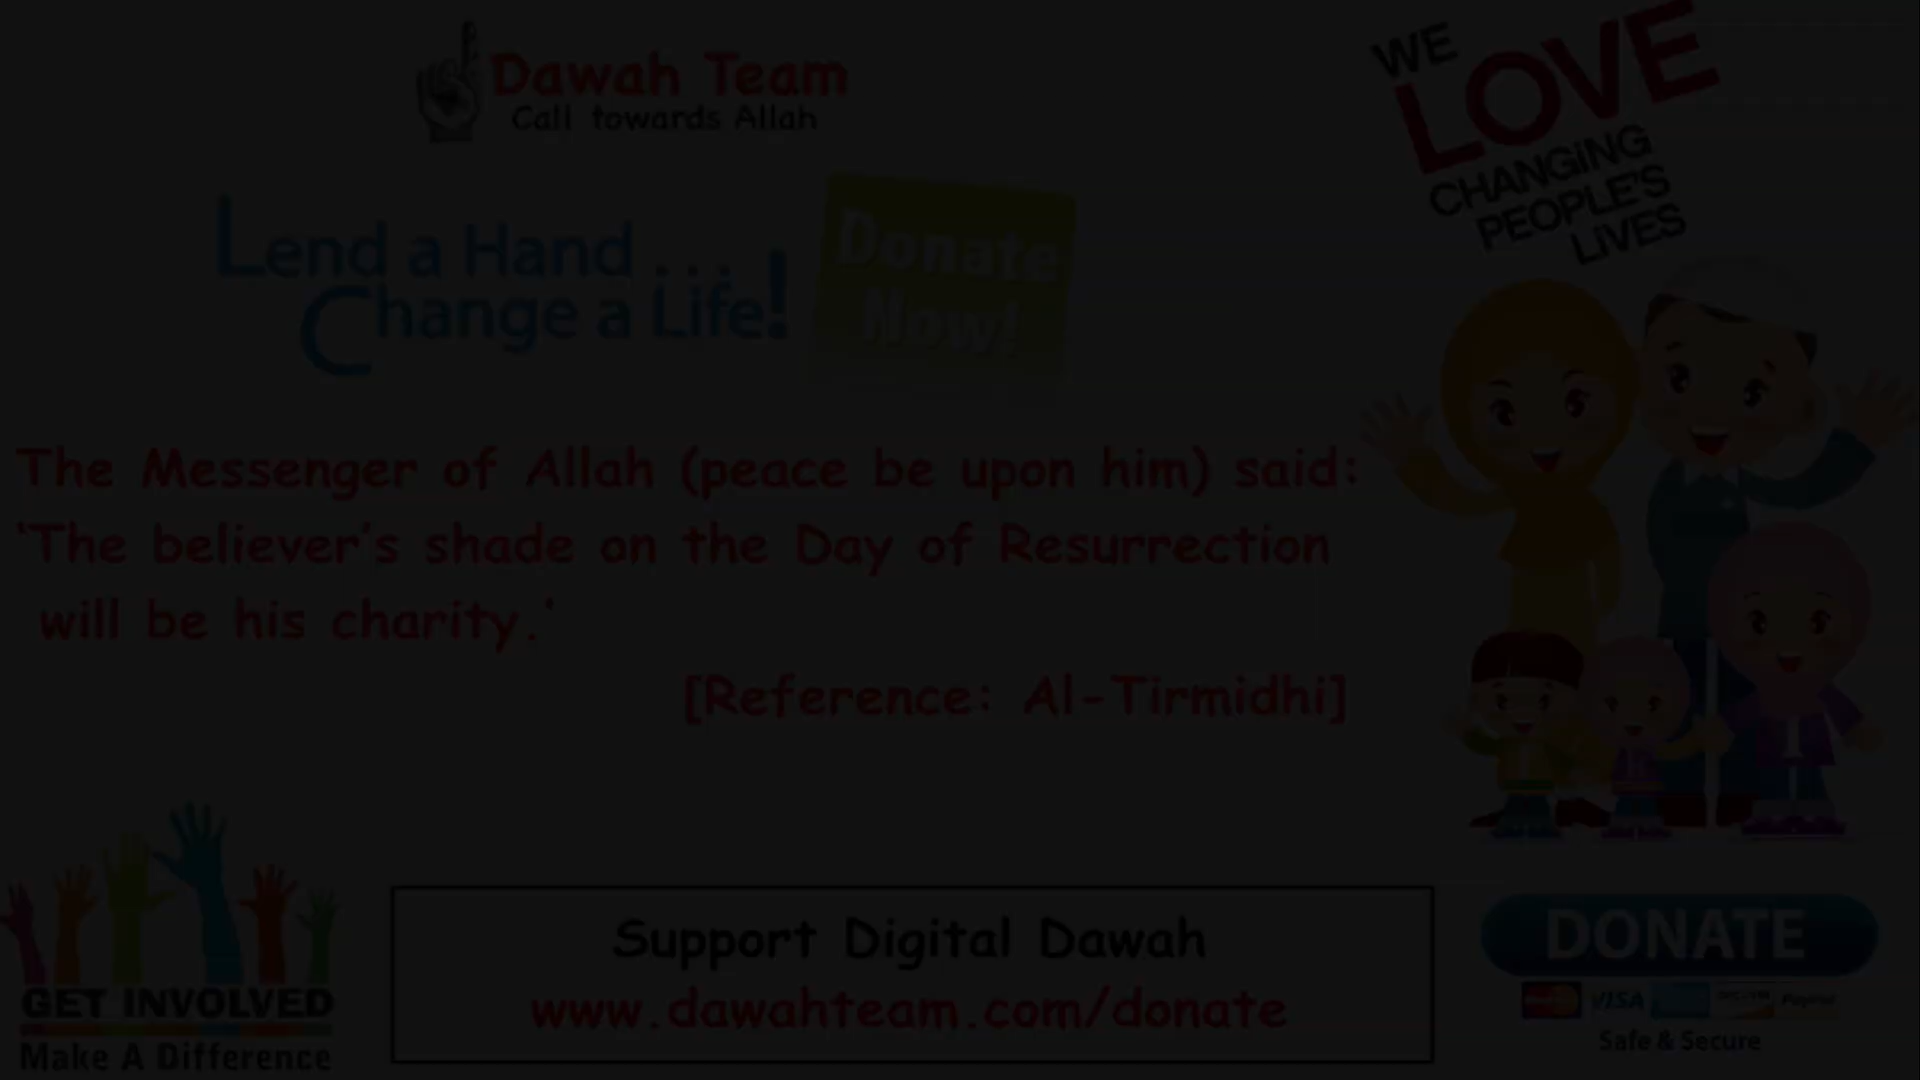 Dawah Team
Call towards Allah
WE
LOVE
CHANGiNG
PEOPLE'S
LiVES
Lend a Hand ...
Change a Life!
Donate
Now!
The Messenger of Allah (peace be upon him) said:
‘The believer’s shade on the Day of Resurrection
will be his charity.’
[Reference: Al-Tirmidhi]
GET INVOLVED
Make A Difference
Support Digital Dawah
www.dawahteam.com/donate
DONATE
VISA
PayPal
Safe & Secure